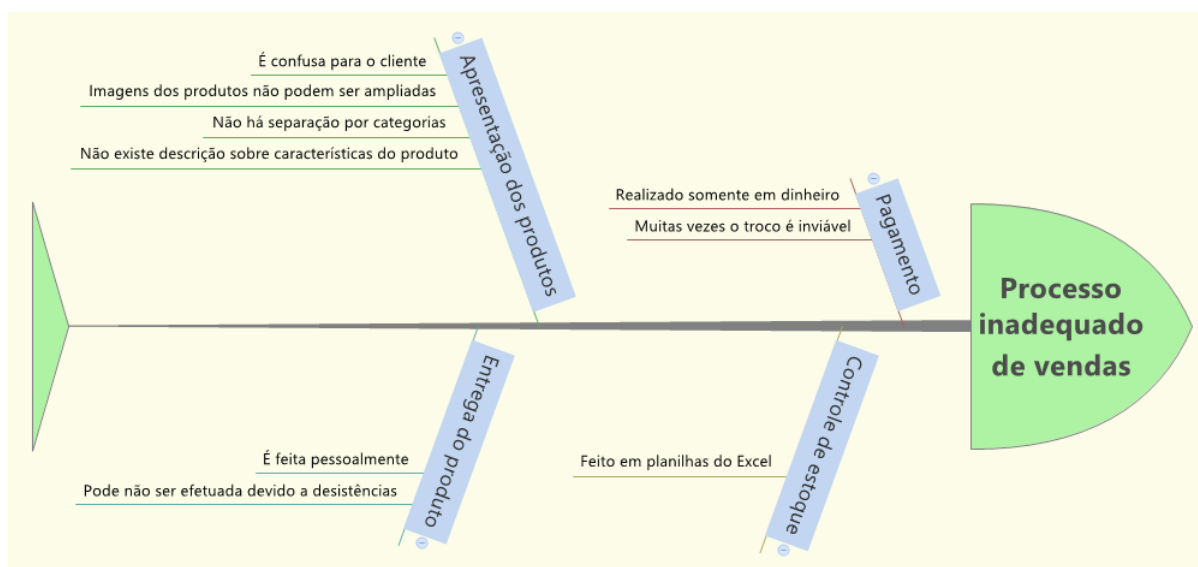 É confusa para o cliente
Imagens dos produtos não podem ser ampliadas
Não há separação por categorias
Não existe descrição sobre características do produto
Apresentação dos produtos
Realizado somente em dinheiro
Muitas vezes o troco é inviável
Pagamento
Processo
inadequado
de vendas
É feita pessoalmente
Pode não ser efetuada devido a desistências
Entrega do produto
Feito em planilhas do Excel
Controle de estoque